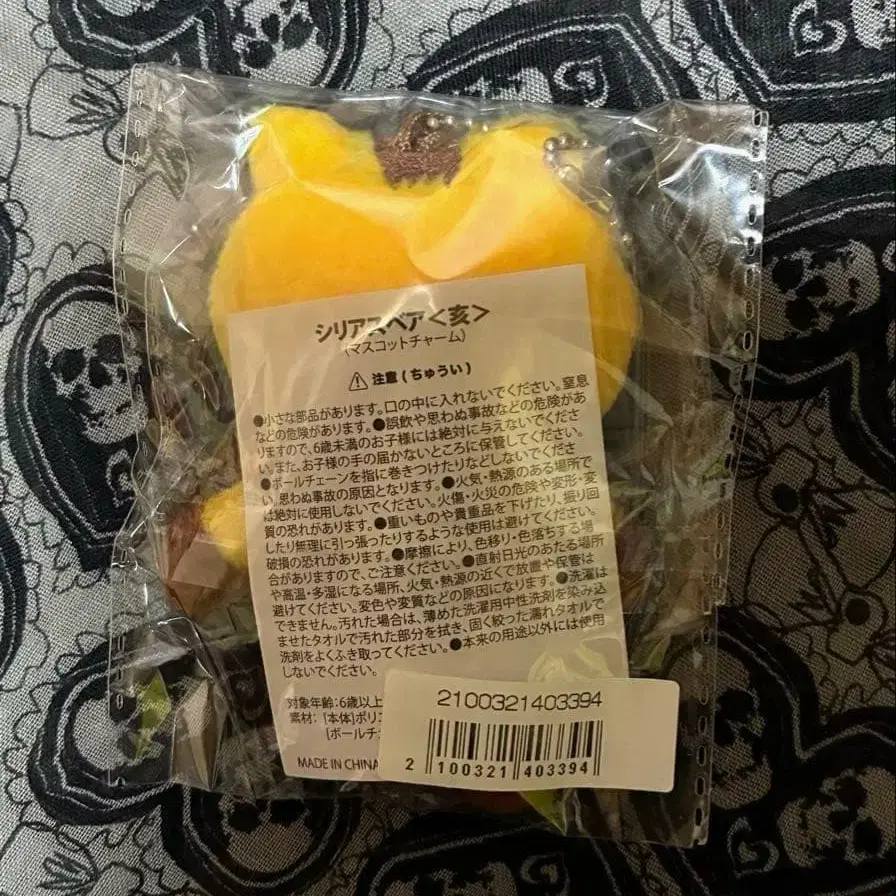 シリアスベア<亥>
(マスコットチャーム)
⚠ 注意 (ちゅうい)
●小さな部品があります。口の中に入れないでください。窒息
などの危険があります。●誤飲や思わぬ事故などの危険があ
りますので、6歳未満のお子様には絶対に与えないでくださ
い。また、お子様の手の届かないところに保管してください。
●ボールチェーンを指に巻きつけたりなどしないでくださ
い。思わぬ事故の原因となります。●火気・熱源のある場所で
は絶対に使用しないでください。火傷・火災の危険や変形・変
質の恐れがあります。●重いものや貴重品を下げたり、振り回
したり無理に引っ張ったりするような使用は避けてください。
破損の恐れがあります。●摩擦により、色移り・色落ちする場
合がありますので、ご注意ください。●直射日光のあたる場所
や高温・多湿になる場所、火気・熱源の近くで放置や保管は
避けてください。変色や変質などの原因になります。●洗濯は
できません。汚れた場合は、薄めた洗濯用中性洗剤を染み込
ませたタオルで汚れた部分を拭き、固く絞った濡れタオルで
洗剤をよくふき取ってください。●本来の用途以外には使用
しないでください。
対象年齢:6歳以上
素材: [本体]ポリエ
[ボールチェ
MADE IN CHINA
2100321403394
2 100321 403394